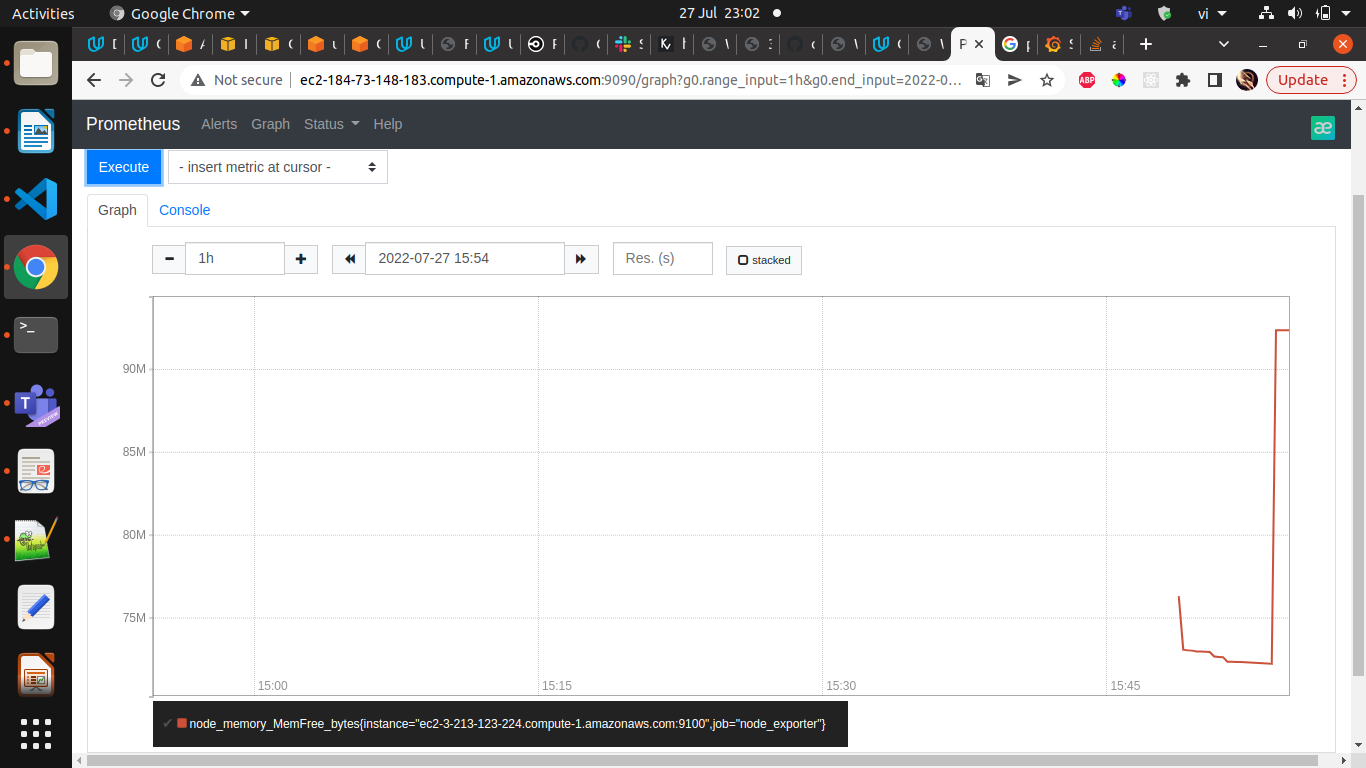 Activities Google Chrome 27 Jul 23:02 vi
P
Not secure ec2-184-73-148-183.compute-1.amazonaws.com:9090/graph?g0.range_input=1h&g0.end_input=2022-0... ABP Update
Prometheus Alerts Graph Status Help æ
Execute - insert metric at cursor -
Graph Console
1h 2022-07-27 15:54 Res. (s) stacked
90M
85M
80M
75M
15:00 15:15 15:30 15:45
node_memory_MemFree_bytes{instance="ec2-3-213-123-224.compute-1.amazonaws.com:9100",job="node_exporter"}